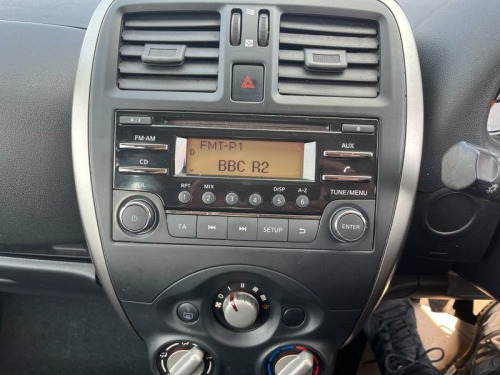 FM·AM
CD
VOL
FMT-P1
BBC R2
AUX
TUNE/MENU
RPT MIX DISP A-Z
1 2 3 4 5 6
TA SETUP
ENTER